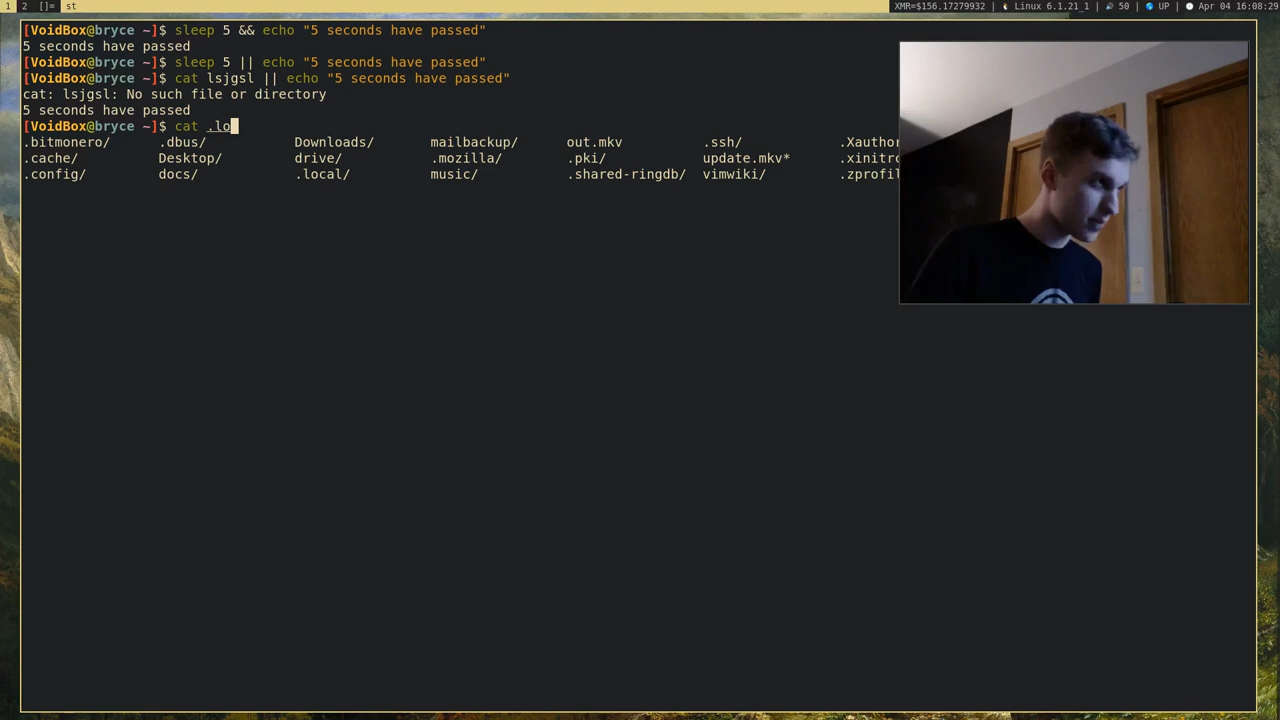 1 2 []= st XMR=$156.17279932 | Linux 6.1.21_1 | 50 | UP | Apr 04 16:08:29
[VoidBox@bryce ~]$ sleep 5 && echo "5 seconds have passed"
5 seconds have passed
[VoidBox@bryce ~]$ sleep 5 || echo "5 seconds have passed"
[VoidBox@bryce ~]$ cat lsjgsl || echo "5 seconds have passed"
cat: lsjgsl: No such file or directory
5 seconds have passed
[VoidBox@bryce ~]$ cat .lo
.bitmonero/ .dbus/ Downloads/ mailbackup/ out.mkv .ssh/ .Xauthor
.cache/ Desktop/ drive/ .mozilla/ .pki/ update.mkv* .xinitrc
.config/ docs/ .local/ music/ .shared-ringdb/ vimwiki/ .zprofil